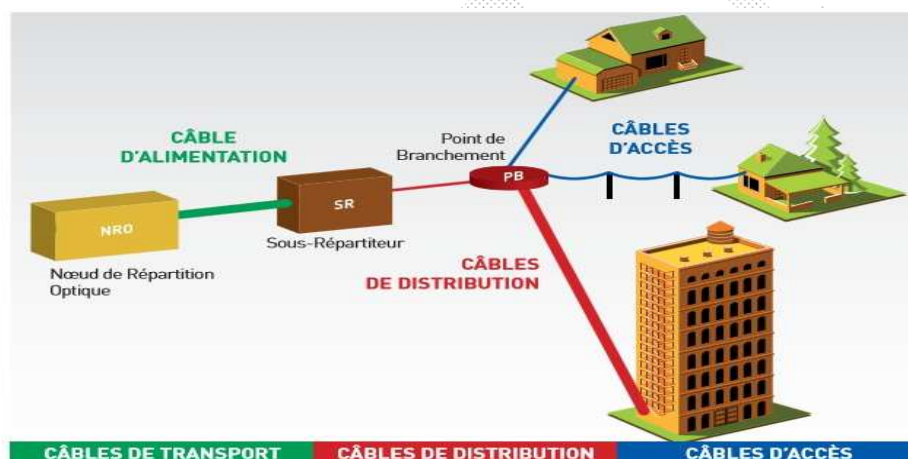 CÂBLE
D'ALIMENTATION
Point de
Branchement
CÂBLES
D'ACCÈS
PB
NRO
SR
Sous-Répartiteur
Nœud de Répartition
Optique
CÂBLES
DE DISTRIBUTION
CÂBLES DE TRANSPORT
CÂBLES DE DISTRIBUTION
CÂBLES D'ACCÈS